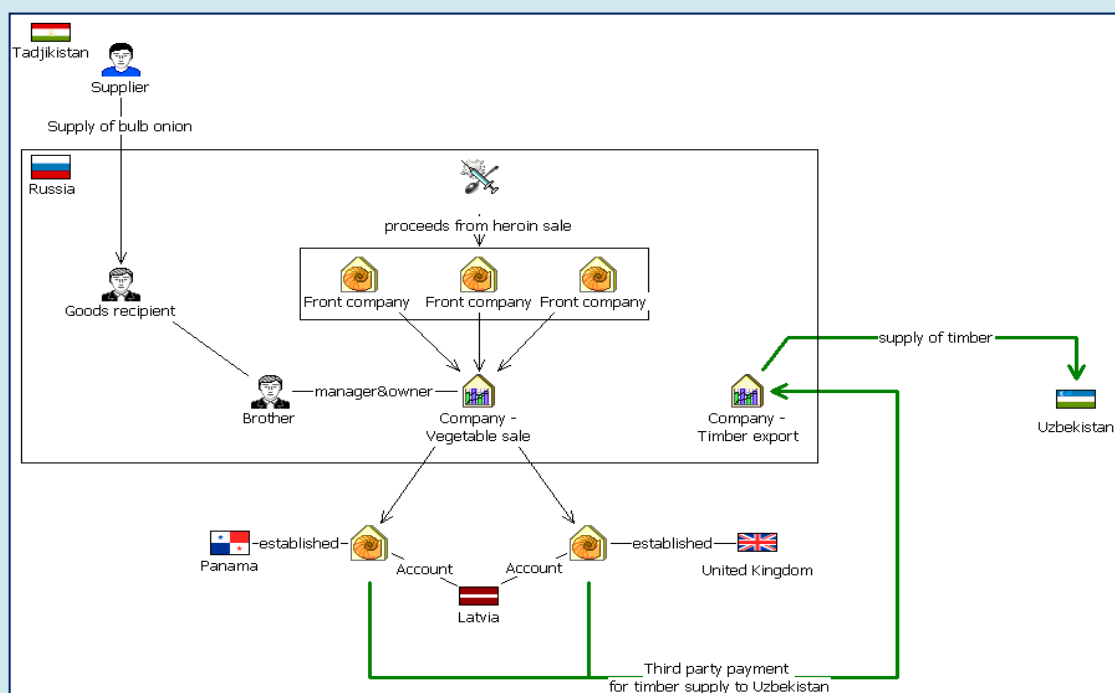 Tadjikistan
Supplier
Supply of bulb onion
Russia
proceeds from heroin sale
Front company
Front company
Front company
Goods recipient
supply of timber
manager&owner
Brother
Company -
Vegetable sale
Company -
Timber export
Uzbekistan
established
established
Panama
Account
Account
United Kingdom
Latvia
Third party payment
for timber supply to Uzbekistan